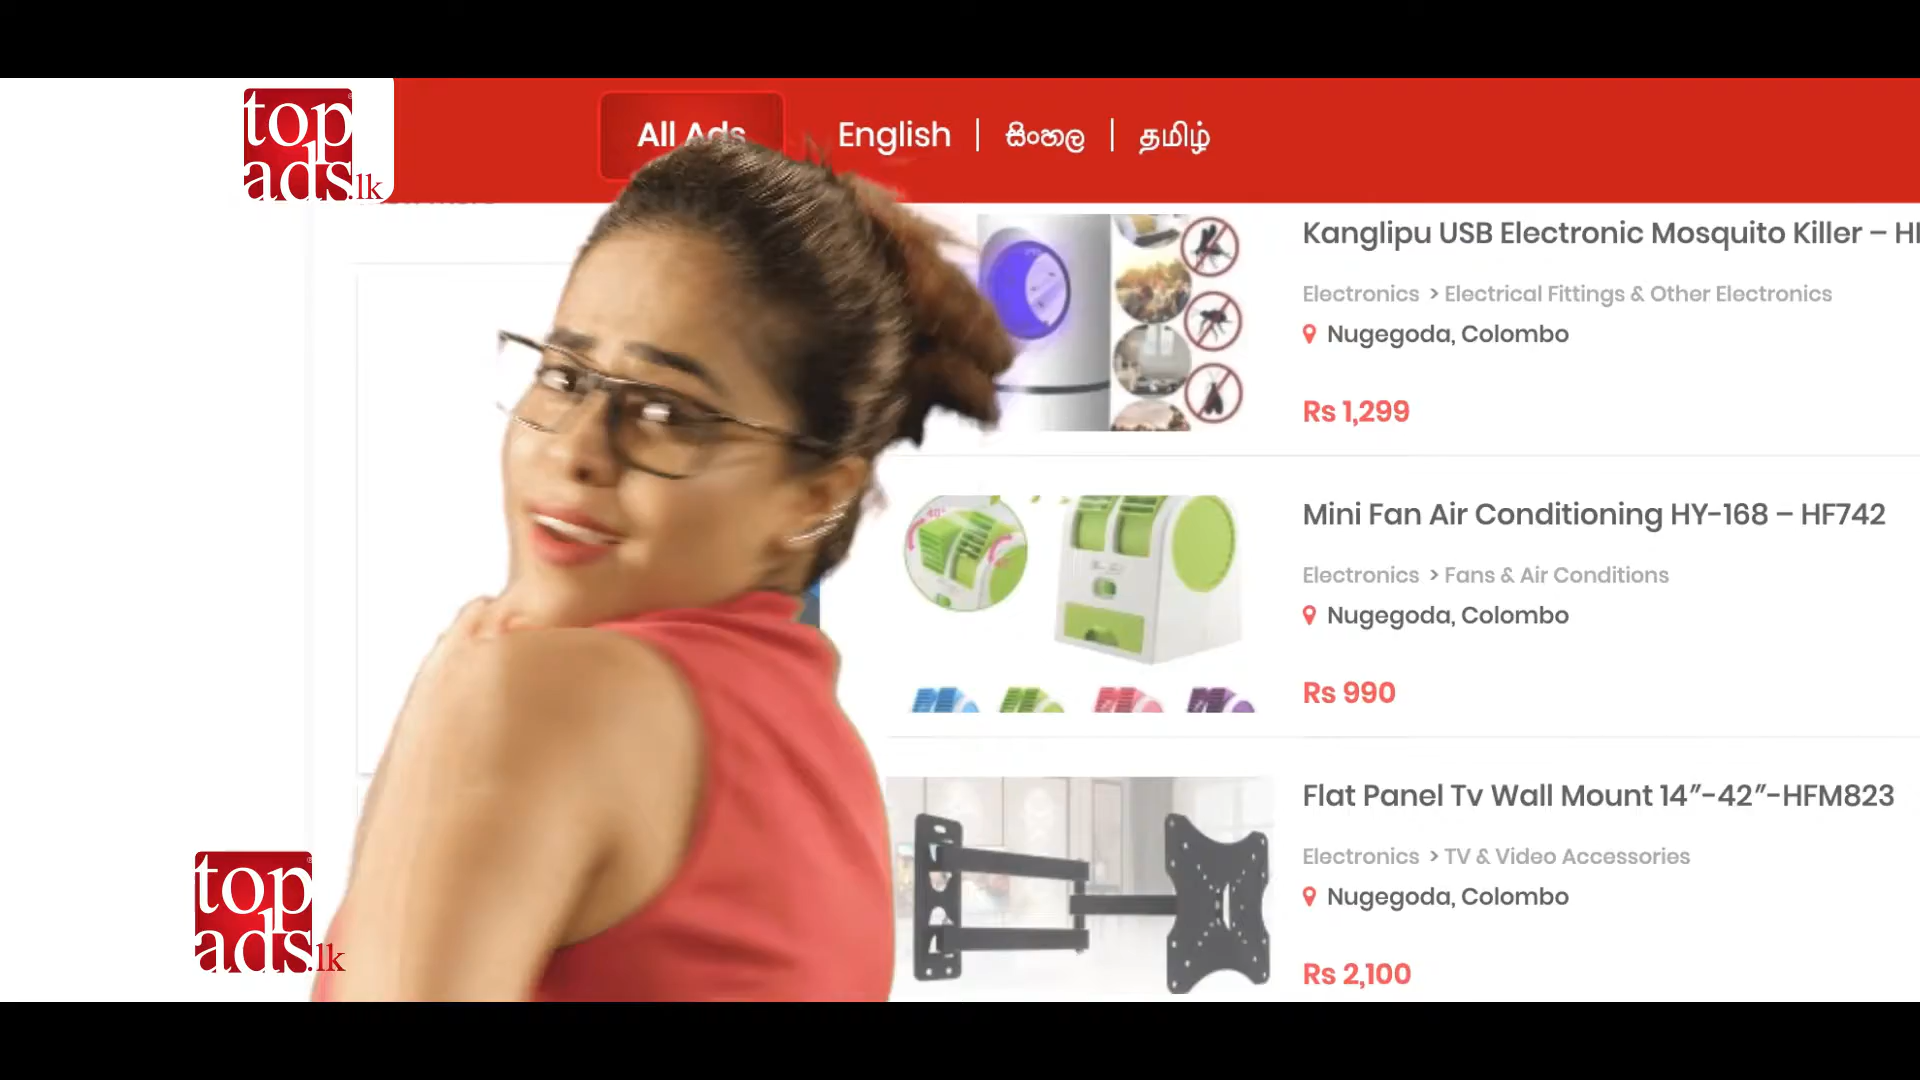 top
ads.lk
All Ads
English | සිංහල | தமிழ்
Kanglipu USB Electronic Mosquito Killer –
Electronics > Electrical Fittings & Other Electronics
Nugegoda, Colombo
Rs 1,299
Mini Fan Air Conditioning HY-168 – HF742
Electronics > Fans & Air Conditions
Nugegoda, Colombo
Rs 990
Flat Panel Tv Wall Mount 14”-42”-HFM823
Electronics > TV & Video Accessories
Nugegoda, Colombo
Rs 2,100
top
ads.lk